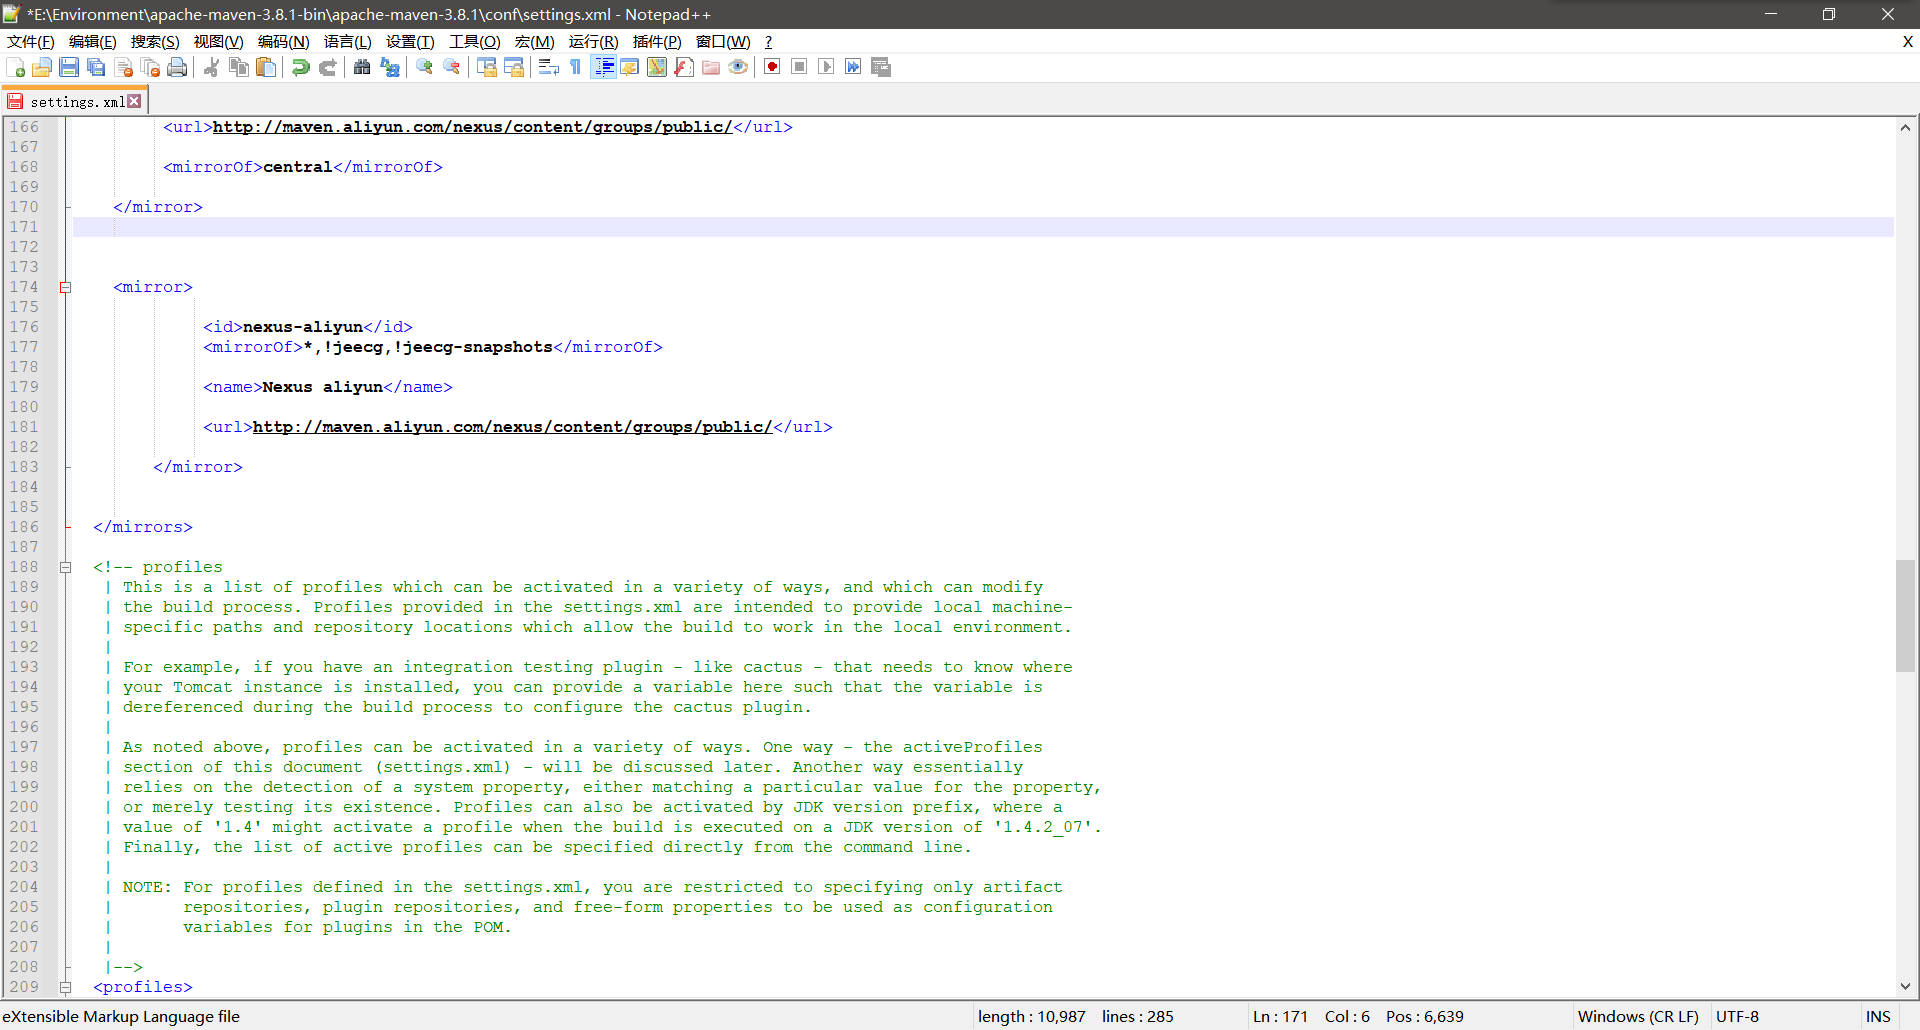 *E:\Environment\apache-maven-3.8.1-bin\apache-maven-3.8.1\conf\settings.xml - Notepad++
文件(F) 编辑(E) 搜索(S) 视图(V) 编码(N) 语言(L) 设置(T) 工具(O) 宏(M) 运行(R) 插件(P) 窗口(W) ? X
settings.xml
166 <url>http://maven.aliyun.com/nexus/content/groups/public/</url>
167
168 <mirrorOf>central</mirrorOf>
169
170 </mirror>
171
172
173
174 <mirror>
175
176 <id>nexus-aliyun</id>
177 <mirrorOf>*,!jeecg,!jeecg-snapshots</mirrorOf>
178
179 <name>Nexus aliyun</name>
180
181 <url>http://maven.aliyun.com/nexus/content/groups/public/</url>
182
183 </mirror>
184
185
186 </mirrors>
187
188 <!-- profiles
189 | This is a list of profiles which can be activated in a variety of ways, and which can modify
190 | the build process. Profiles provided in the settings.xml are intended to provide local machine-
191 | specific paths and repository locations which allow the build to work in the local environment.
192 |
193 | For example, if you have an integration testing plugin - like cactus - that needs to know where
194 | your Tomcat instance is installed, you can provide a variable here such that the variable is
195 | dereferenced during the build process to configure the cactus plugin.
196 |
197 | As noted above, profiles can be activated in a variety of ways. One way - the activeProfiles
198 | section of this document (settings.xml) - will be discussed later. Another way essentially
199 | relies on the detection of a system property, either matching a particular value for the property,
200 | or merely testing its existence. Profiles can also be activated by JDK version prefix, where a
201 | value of '1.4' might activate a profile when the build is executed on a JDK version of '1.4.2_07'.
202 | Finally, the list of active profiles can be specified directly from the command line.
203 |
204 | NOTE: For profiles defined in the settings.xml, you are restricted to specifying only artifact
205 | repositories, plugin repositories, and free-form properties to be used as configuration
206 | variables for plugins in the POM.
207 |
208 |-->
209 <profiles>
eXtensible Markup Language file length : 10,987 lines : 285 Ln : 171 Col : 6 Pos : 6,639 Windows (CR LF) UTF-8 INS